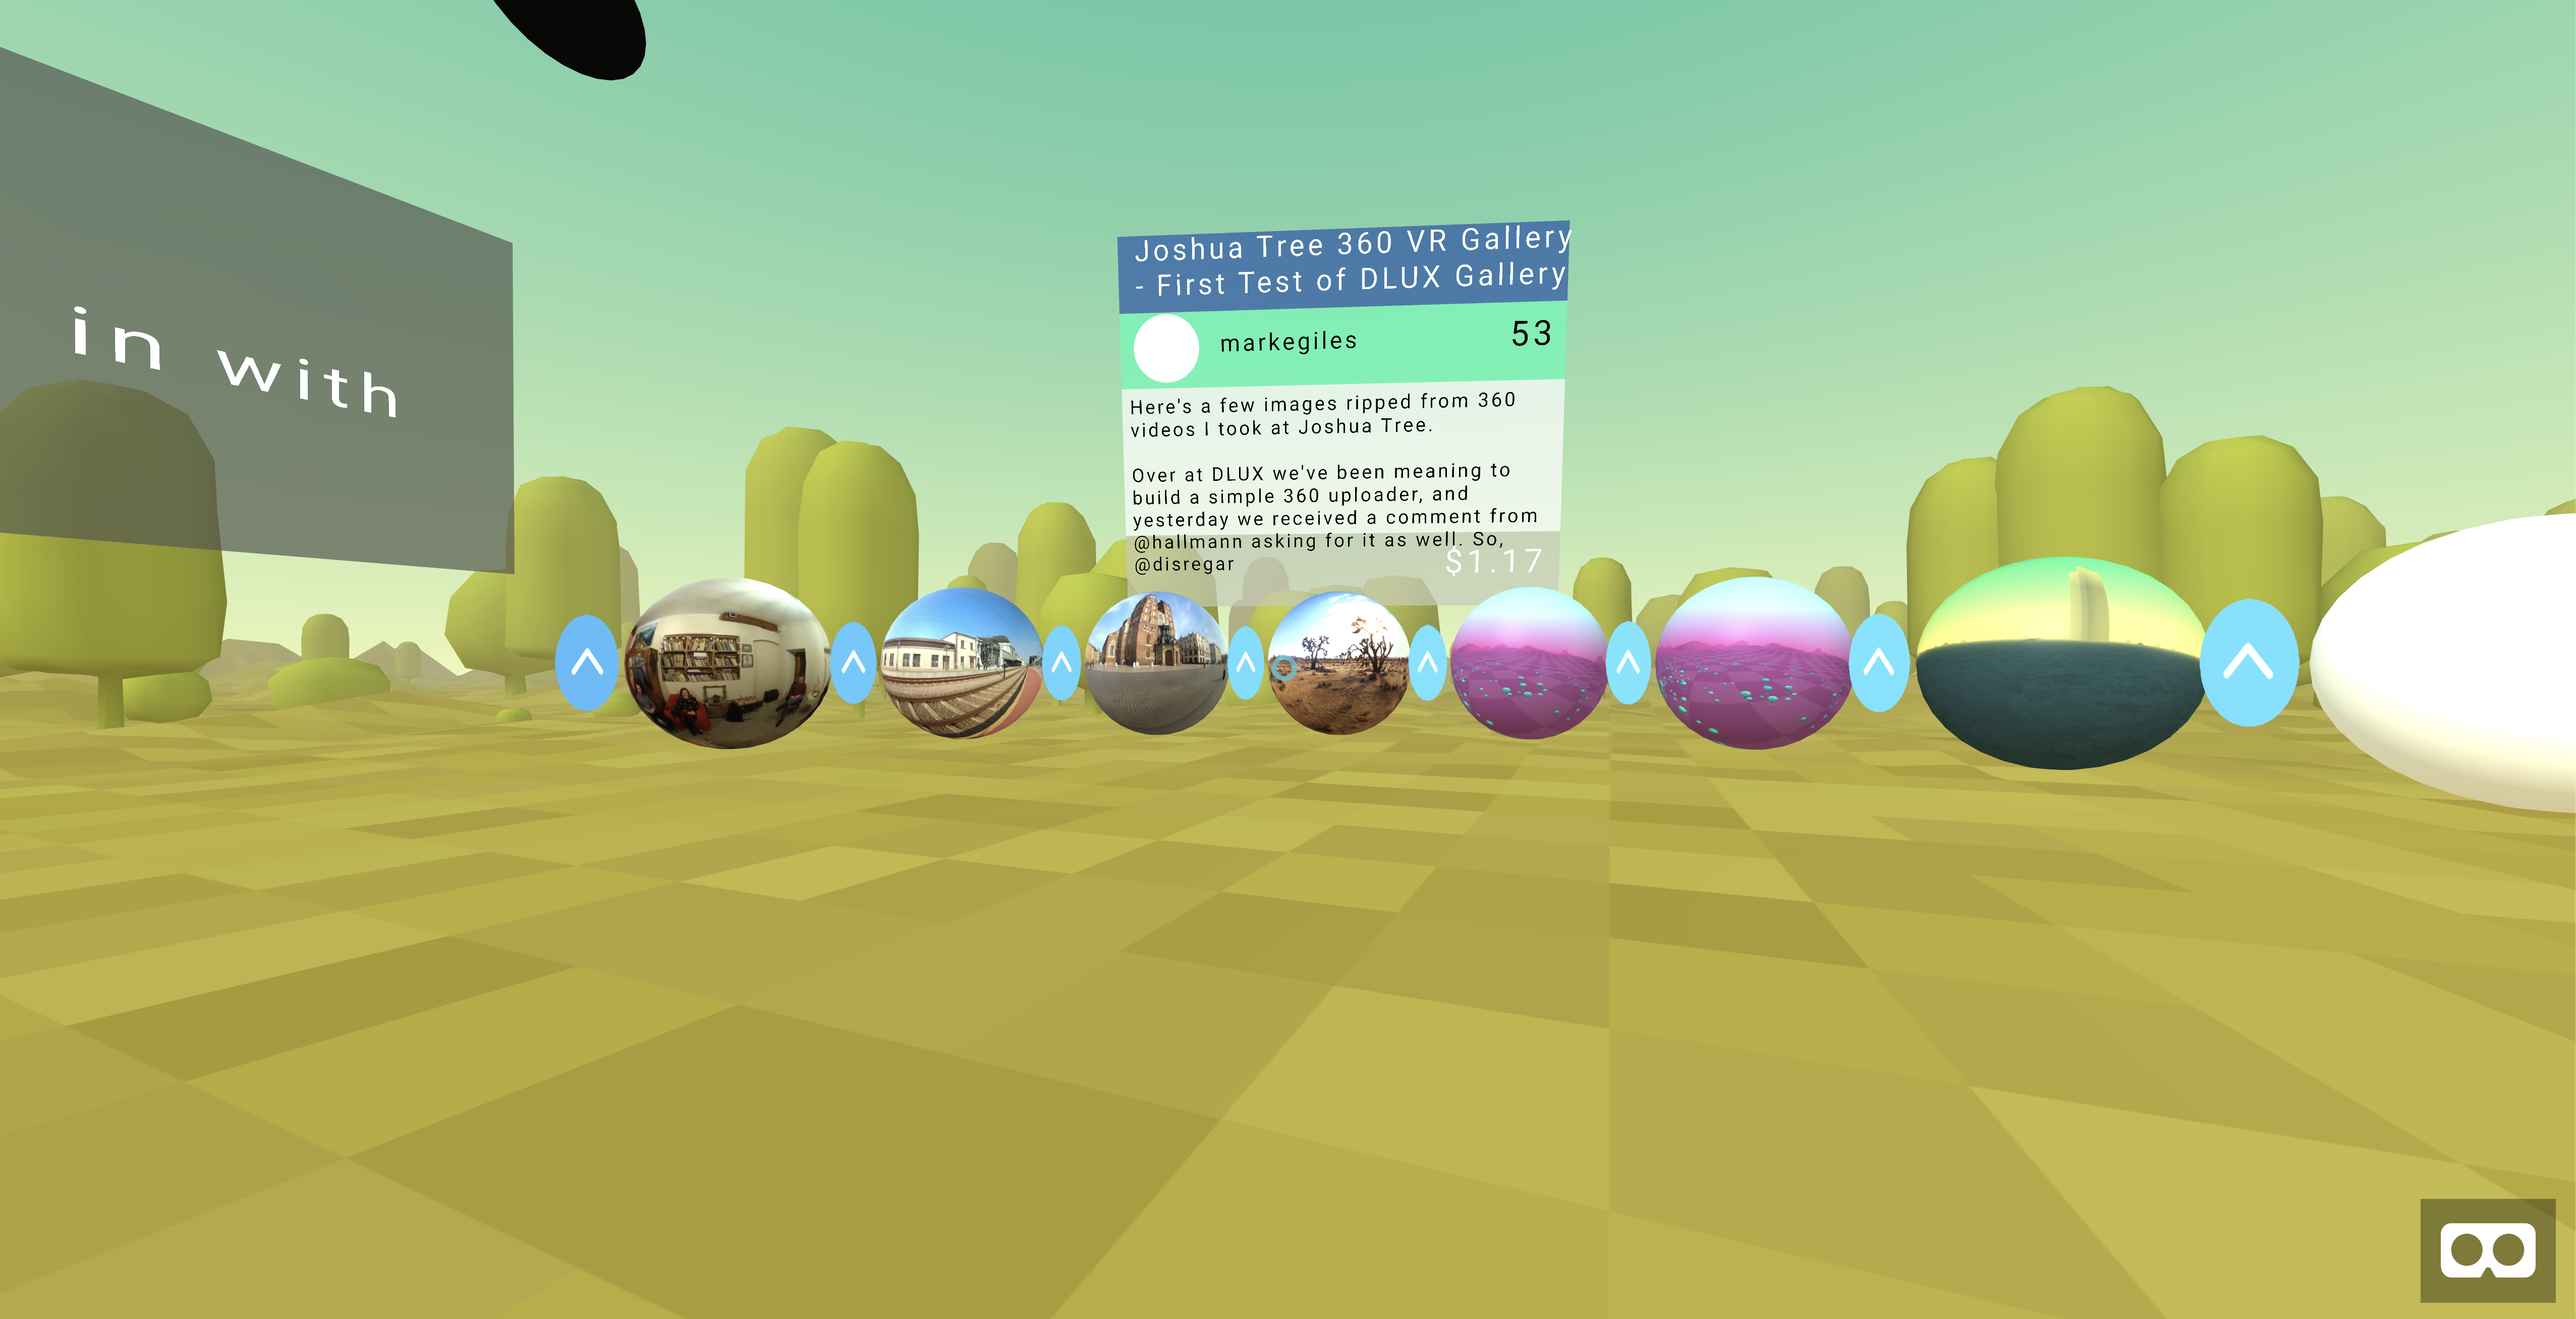 in with
Joshua Tree 360 VR Gallery
- First Test of DLUX Gallery
markegiles
53
Here's a few images ripped from 360
videos I took at Joshua Tree.
Over at DLUX we've been meaning to
build a simple 360 uploader, and
yesterday we received a comment from
@hallmann asking for it as well. So,
@disregar
$1.17